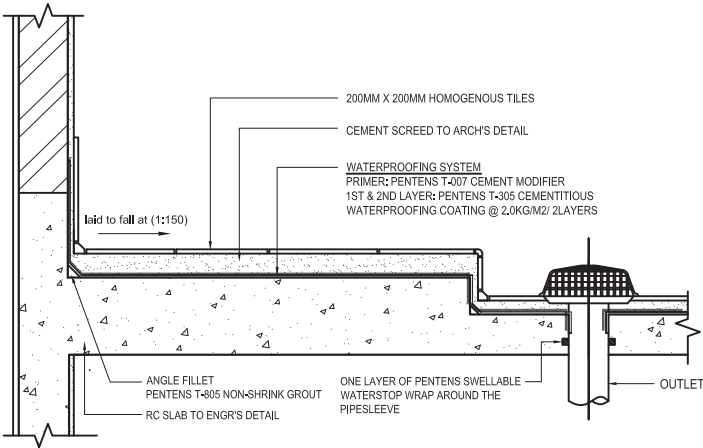 200MM X 200MM HOMOGENOUS TILES
CEMENT SCREED TO ARCH'S DETAIL
WATERPROOFING SYSTEM
PRIMER: PENTENS T-007 CEMENT MODIFIER
1ST & 2ND LAYER: PENTENS T-305 CEMENTITIOUS
WATERPROOFING COATING @ 2.0KG/M2/ 2LAYERS
laid to fall at (1:150)
ANGLE FILLET
PENTENS T-805 NON-SHRINK GROUT
RC SLAB TO ENGR'S DETAIL
ONE LAYER OF PENTENS SWELLABLE
WATERSTOP WRAP AROUND THE
PIPESLEEVE
OUTLET